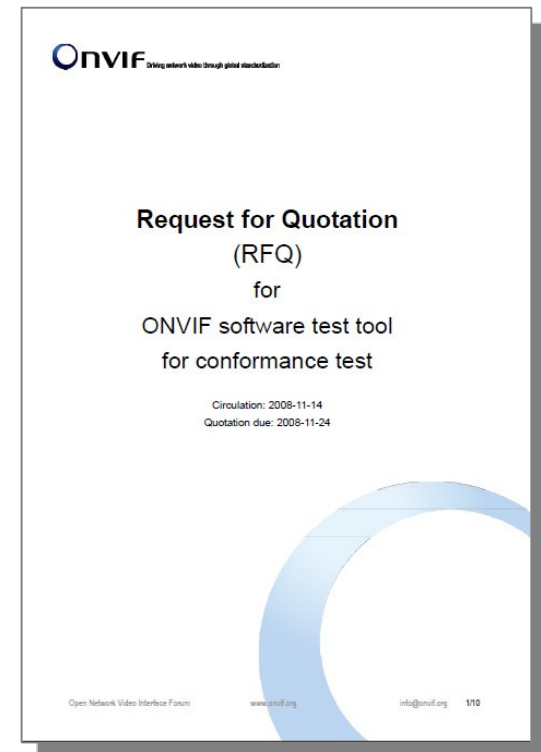 ONVIF Driving network video through global standardization
Request for Quotation
(RFQ)
for
ONVIF software test tool
for conformance test
Circulation: 2008-11-14
Quotation due: 2008-11-24
Open Network Video Interface Forum www.onvif.org info@onvif.org 1/10